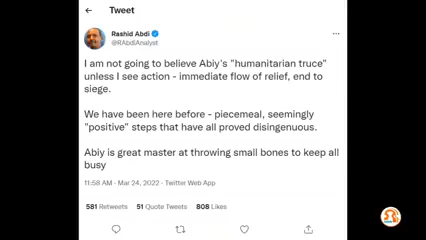 Tweet
Rashid Abdi
@RAbdiAnalyst
I am not going to believe Abiy's "humanitarian truce"
unless I see action - immediate flow of relief, end to
siege.
We have been here before - piecemeal, seemingly
"positive" steps that have all proved disingenuous.
Abiy is great master at throwing small bones to keep all
busy
11:58 AM · Mar 24, 2022 · Twitter Web App
581 Retweets 51 Quote Tweets 808 Likes